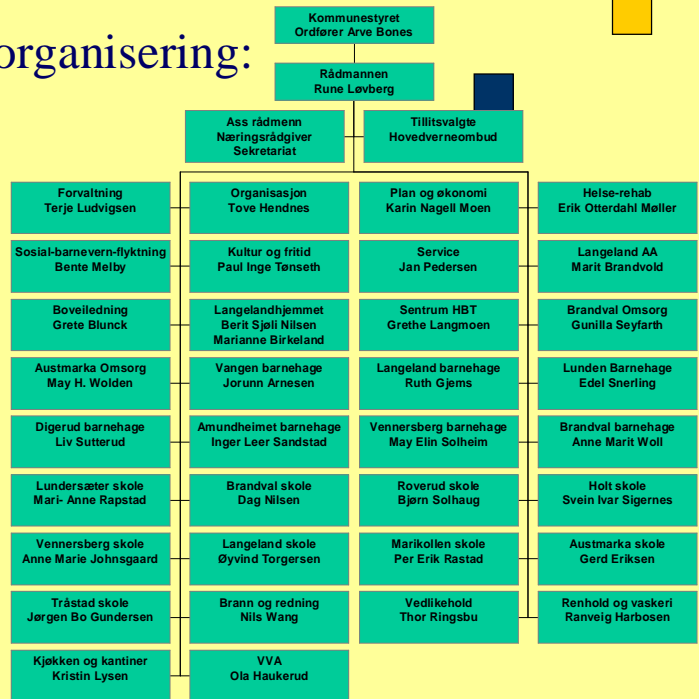 organisering:
Kommunestyret
Ordfører Arve Bones
Rådmannen
Rune Løvberg
Ass rådmenn
Næringsrådgiver
Sekretariat
Tillitsvalgte
Hovedverneombud
Forvaltning
Terje Ludvigsen
Organisasjon
Tove Hendnes
Plan og økonomi
Karin Nagell Moen
Helse-rehab
Erik Otterdahl Møller
Sosial-barnevern-flyktning
Bente Melby
Kultur og fritid
Paul Inge Tønseth
Service
Jan Pedersen
Langeland AA
Marit Brandvold
Boveiledning
Grete Blunck
Langelandhjemmet
Berit Sjøli Nilsen
Marianne Birkeland
Sentrum HBT
Grethe Langmoen
Brandval Omsorg
Gunilla Seyfarth
Austmarka Omsorg
May H. Wolden
Vangen barnehage
Jorunn Arnesen
Langeland barnehage
Ruth Gjems
Lunden Barnehage
Edel Snerling
Digerud barnehage
Liv Sutterud
Amundheimet barnehage
Inger Leer Sandstad
Vennersberg barnehage
May Elin Solheim
Brandval barnehage
Anne Marit Woll
Lundersæter skole
Mari- Anne Rapstad
Brandval skole
Dag Nilsen
Roverud skole
Bjørn Solhaug
Holt skole
Svein Ivar Sigernes
Vennersberg skole
Anne Marie Johnsgaard
Langeland skole
Øyvind Torgersen
Marikollen skole
Per Erik Rastad
Austmarka skole
Gerd Eriksen
Tråstad skole
Jørgen Bo Gundersen
Brann og redning
Nils Wang
Vedlikehold
Thor Ringsbu
Renhold og vaskeri
Ranveig Harbosen
Kjøkken og kantiner
Kristin Lysen
VVA
Ola Haukerud